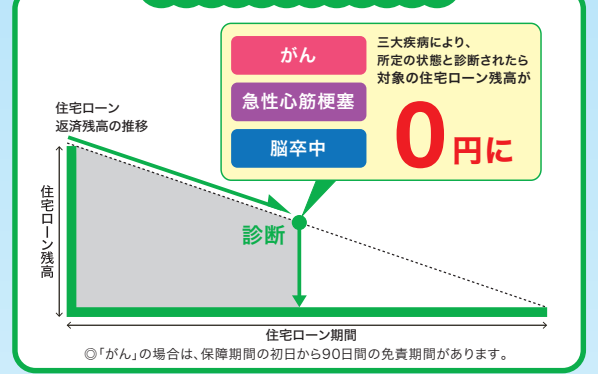 がん
急性心筋梗塞
脳卒中
三大疾病により、
所定の状態と診断されたら
対象の住宅ローン残高が
0円に
住宅ローン
返済残高の推移
住宅ローン残高
診断
住宅ローン期間
◎「がん」の場合は、保障期間の初日から90日間の免責期間があります。